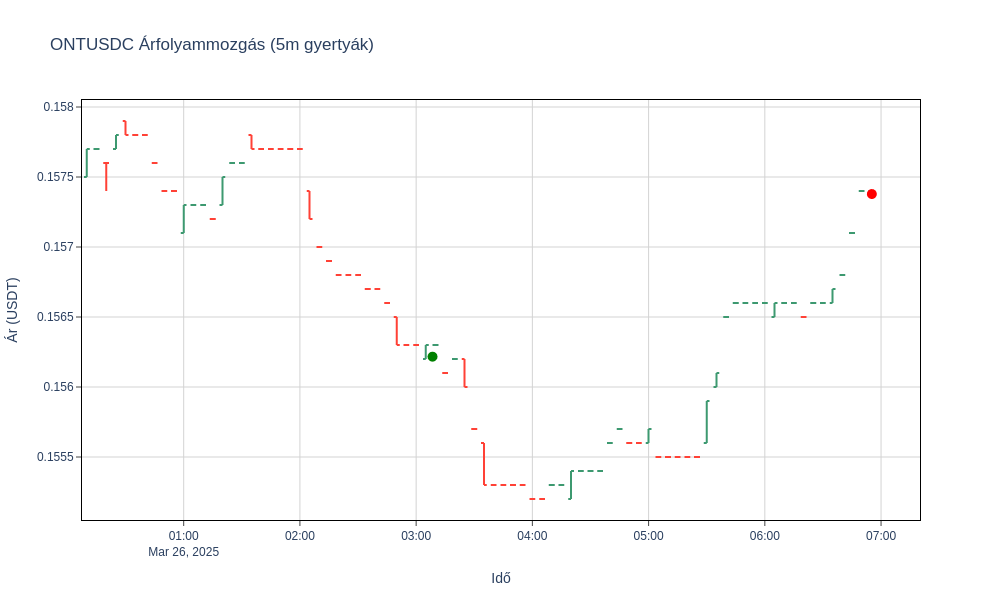 ONTUSDC Árfolyammozgás (5m gyertyák)
0.158
0.1575
0.157
0.1565
0.156
0.1555
Ár (USDT)
01:00 02:00 03:00 04:00 05:00 06:00 07:00
Mar 26, 2025
Idő